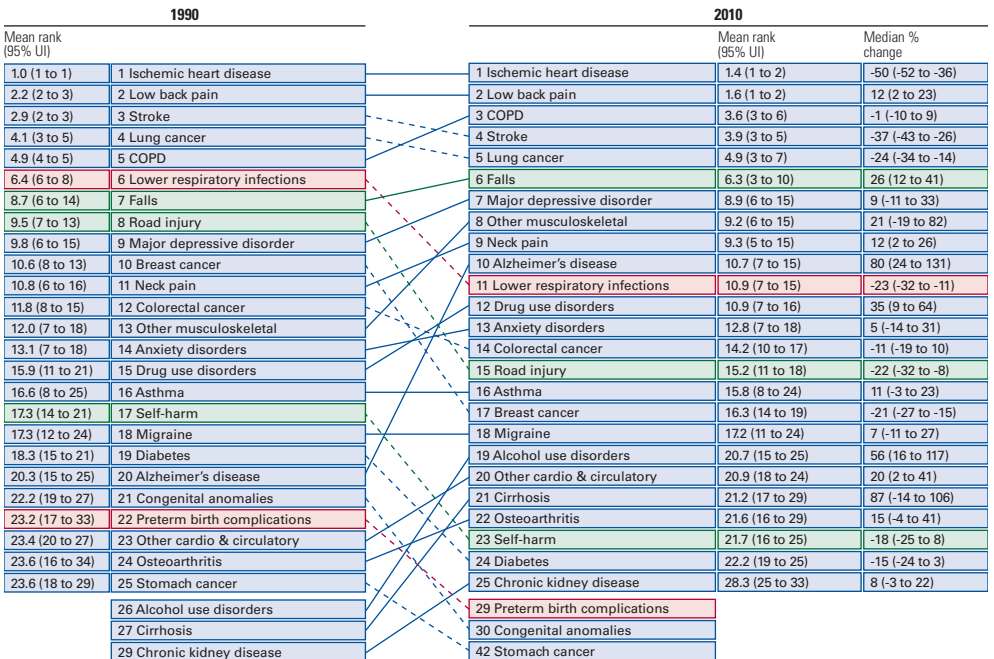 1990
2010
Mean rank
(95% UI)
Mean rank
(95% UI)
Median %
change
1.0 (1 to 1) 1 Ischemic heart disease
2.2 (2 to 3) 2 Low back pain
2.9 (2 to 3) 3 Stroke
4.1 (3 to 5) 4 Lung cancer
4.9 (4 to 5) 5 COPD
6.4 (6 to 8) 6 Lower respiratory infections
8.7 (6 to 14) 7 Falls
9.5 (7 to 13) 8 Road injury
9.8 (6 to 15) 9 Major depressive disorder
10.6 (8 to 13) 10 Breast cancer
10.8 (6 to 16) 11 Neck pain
11.8 (8 to 15) 12 Colorectal cancer
12.0 (7 to 18) 13 Other musculoskeletal
13.1 (7 to 18) 14 Anxiety disorders
15.9 (11 to 21) 15 Drug use disorders
16.6 (8 to 25) 16 Asthma
17.3 (14 to 21) 17 Self-harm
17.3 (12 to 24) 18 Migraine
18.3 (15 to 21) 19 Diabetes
20.3 (15 to 25) 20 Alzheimer's disease
22.2 (19 to 27) 21 Congenital anomalies
23.2 (17 to 33) 22 Preterm birth complications
23.4 (20 to 27) 23 Other cardio & circulatory
23.6 (16 to 34) 24 Osteoarthritis
23.6 (18 to 29) 25 Stomach cancer
26 Alcohol use disorders
27 Cirrhosis
29 Chronic kidney disease
1 Ischemic heart disease 1.4 (1 to 2) -50 (-52 to -36)
2 Low back pain 1.6 (1 to 2) 12 (2 to 23)
3 COPD 3.6 (3 to 6) -1 (-10 to 9)
4 Stroke 3.9 (3 to 5) -37 (-43 to -26)
5 Lung cancer 4.9 (3 to 7) -24 (-34 to -14)
6 Falls 6.3 (3 to 10) 26 (12 to 41)
7 Major depressive disorder 8.9 (6 to 15) 9 (-11 to 33)
8 Other musculoskeletal 9.2 (6 to 15) 21 (-19 to 82)
9 Neck pain 9.3 (5 to 15) 12 (2 to 26)
10 Alzheimer's disease 10.7 (7 to 15) 80 (24 to 131)
11 Lower respiratory infections 10.9 (7 to 15) -23 (-32 to -11)
12 Drug use disorders 10.9 (7 to 16) 35 (9 to 64)
13 Anxiety disorders 12.8 (7 to 18) 5 (-14 to 31)
14 Colorectal cancer 14.2 (10 to 17) -11 (-19 to 10)
15 Road injury 15.2 (11 to 18) -22 (-32 to -8)
16 Asthma 15.8 (8 to 24) 11 (-3 to 23)
17 Breast cancer 16.3 (14 to 19) -21 (-27 to -15)
18 Migraine 17.2 (11 to 24) 7 (-11 to 27)
19 Alcohol use disorders 20.7 (15 to 25) 56 (16 to 117)
20 Other cardio & circulatory 20.9 (18 to 24) 20 (2 to 41)
21 Cirrhosis 21.2 (17 to 29) 87 (-14 to 106)
22 Osteoarthritis 21.6 (16 to 29) 15 (-4 to 41)
23 Self-harm 21.7 (16 to 25) -18 (-25 to 8)
24 Diabetes 22.2 (19 to 25) -15 (-24 to 3)
25 Chronic kidney disease 28.3 (25 to 33) 8 (-3 to 22)
29 Preterm birth complications
30 Congenital anomalies
42 Stomach cancer